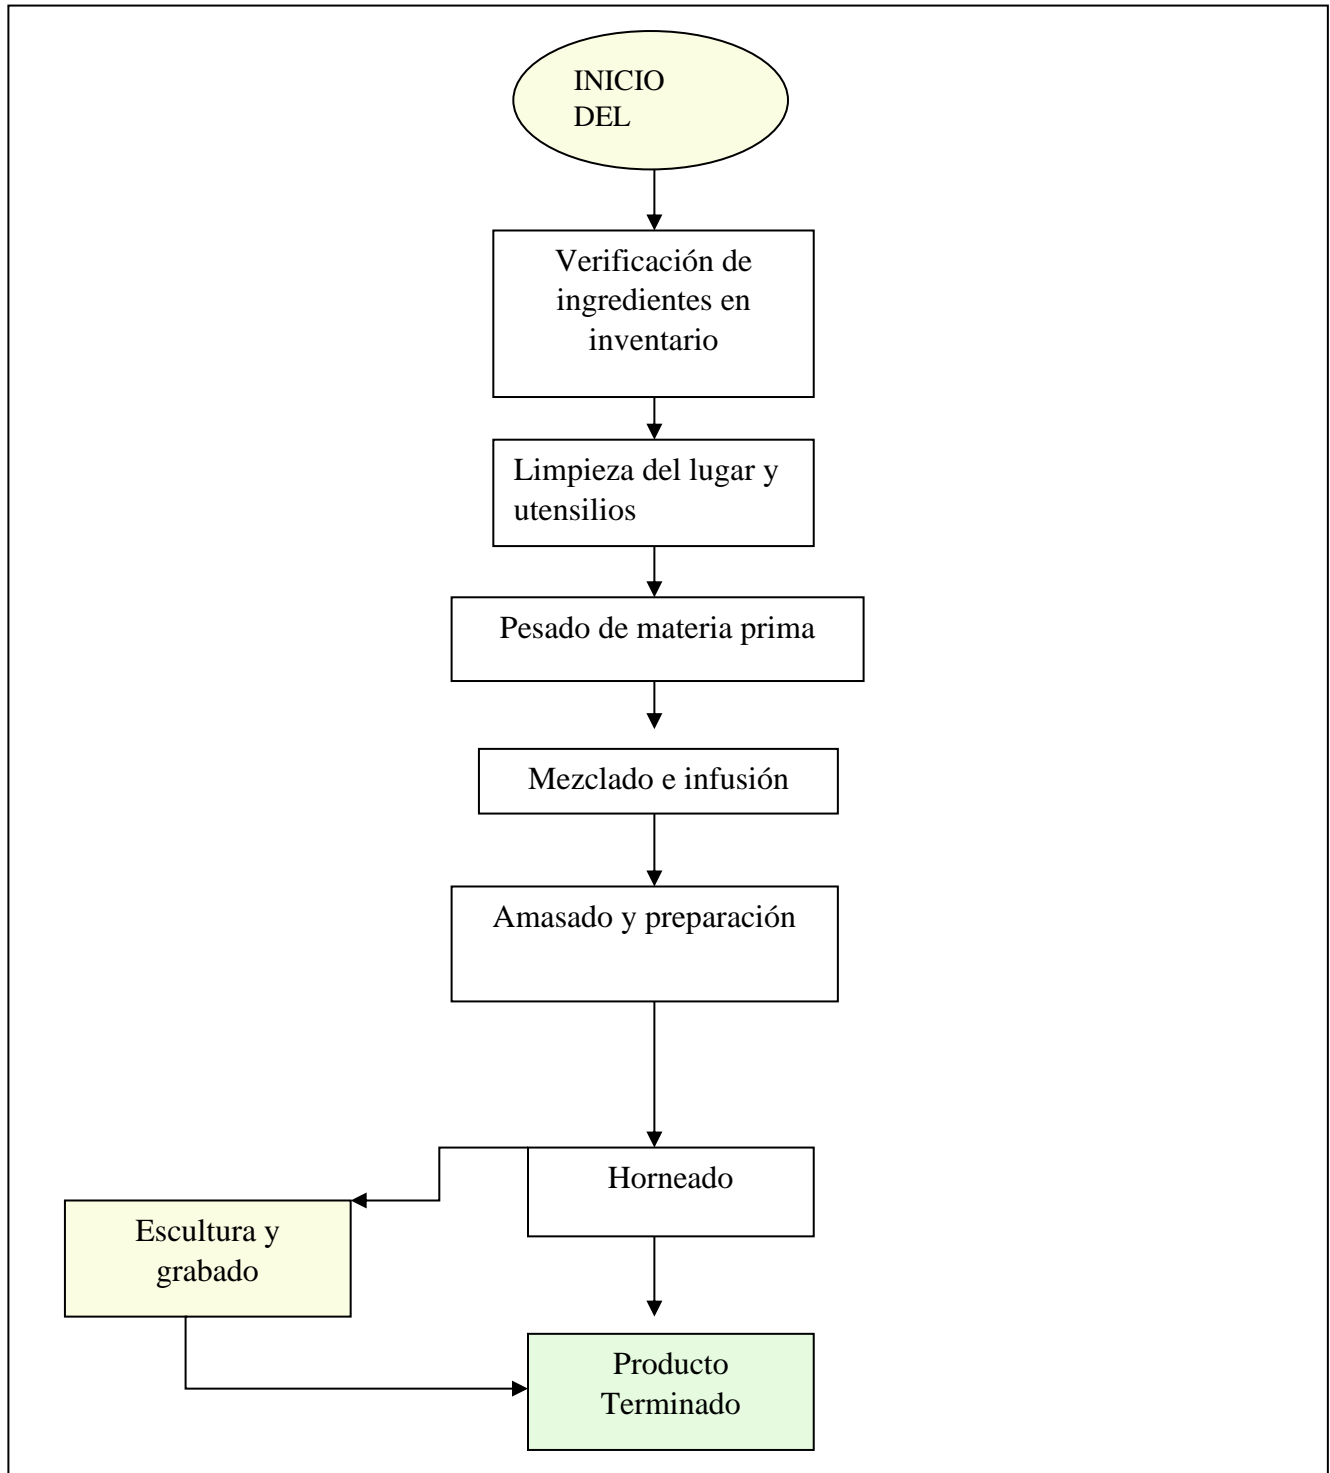 INICIO
DEL
Verificación de
ingredientes en
inventario
Limpieza del lugar y
utensilios
Pesado de materia prima
Mezclado e infusión
Amasado y preparación
Horneado
Escultura y
grabado
Producto
Terminado